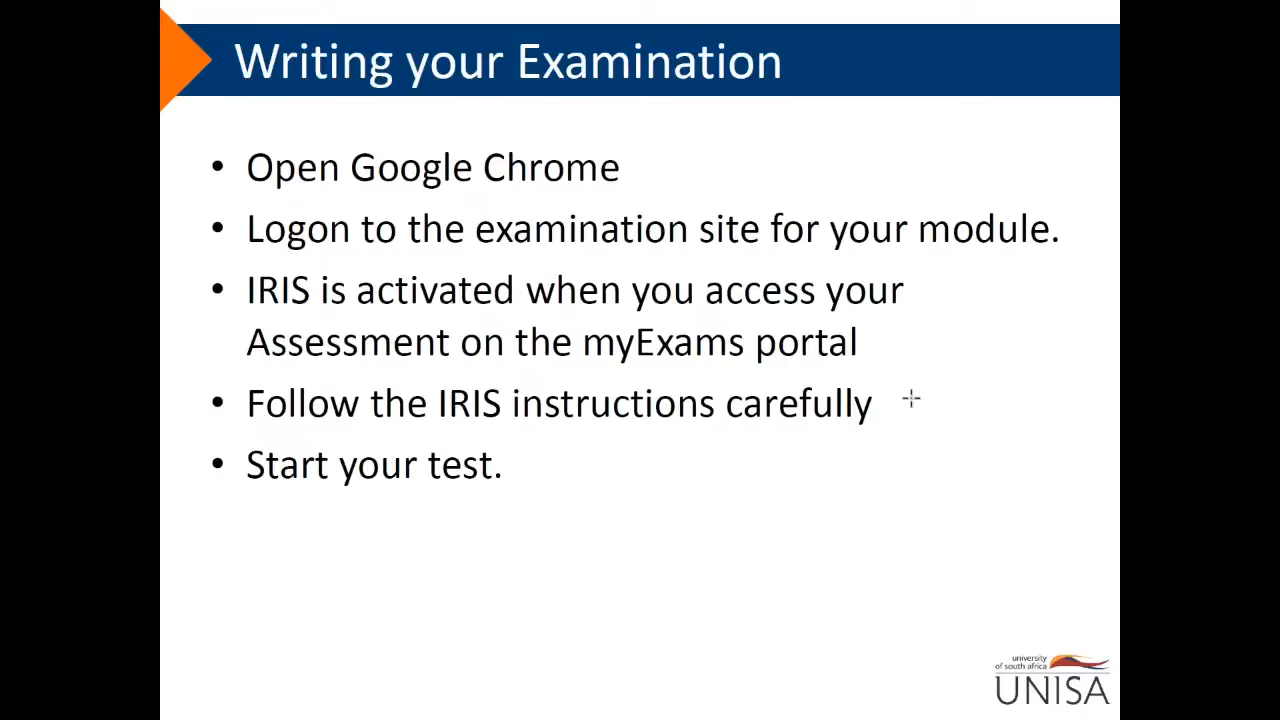 Writing your Examination
• Open Google Chrome
• Logon to the examination site for your module.
• IRIS is activated when you access your
Assessment on the myExams portal
• Follow the IRIS instructions carefully
• Start your test.
university
of south africa
UNISA